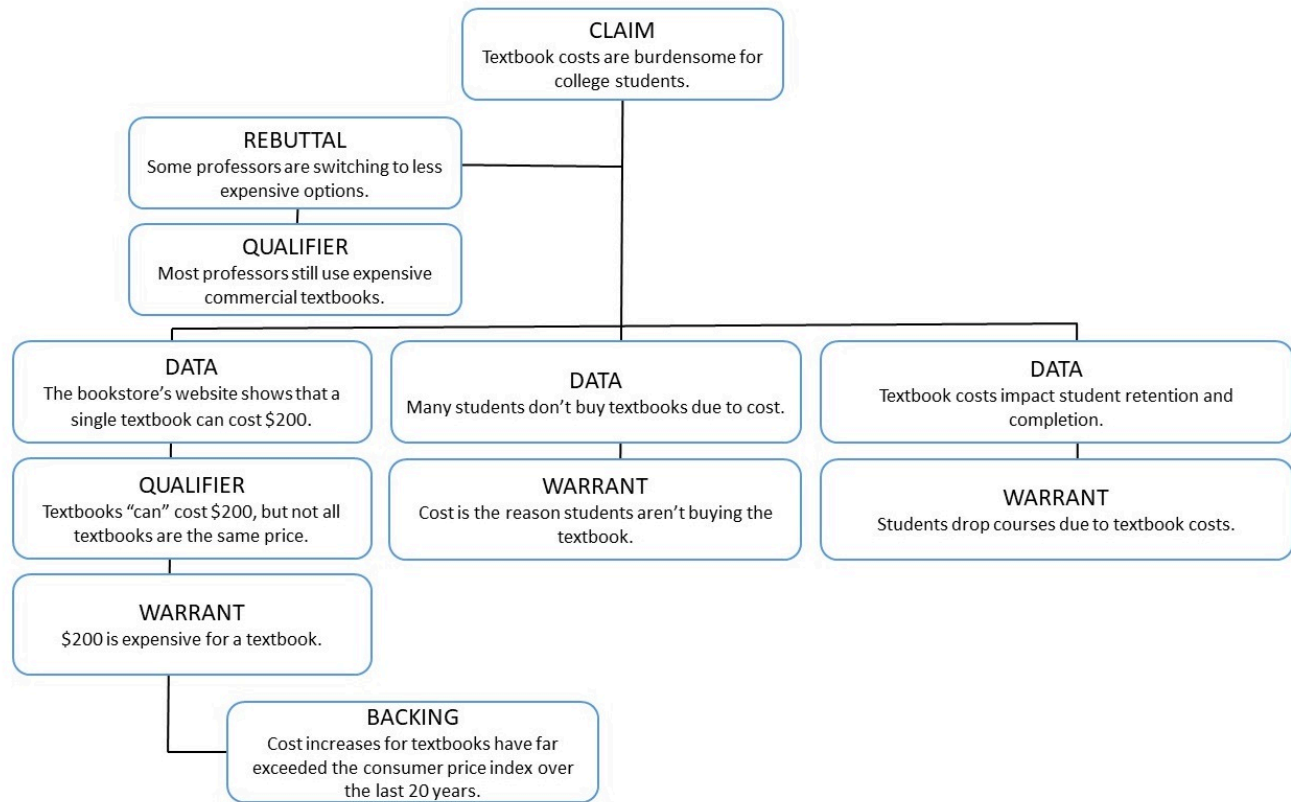 CLAIM
Textbook costs are burdensome for
college students.
REBUTTAL
Some professors are switching to less
expensive options.
QUALIFIER
Most professors still use expensive
commercial textbooks.
DATA
The bookstore’s website shows that a
single textbook can cost $200.
QUALIFIER
Textbooks “can” cost $200, but not all
textbooks are the same price.
WARRANT
$200 is expensive for a textbook.
BACKING
Cost increases for textbooks have far
exceeded the consumer price index over
the last 20 years.
DATA
Many students don’t buy textbooks due to cost.
WARRANT
Cost is the reason students aren’t buying the
textbook.
DATA
Textbook costs impact student retention and
completion.
WARRANT
Students drop courses due to textbook costs.